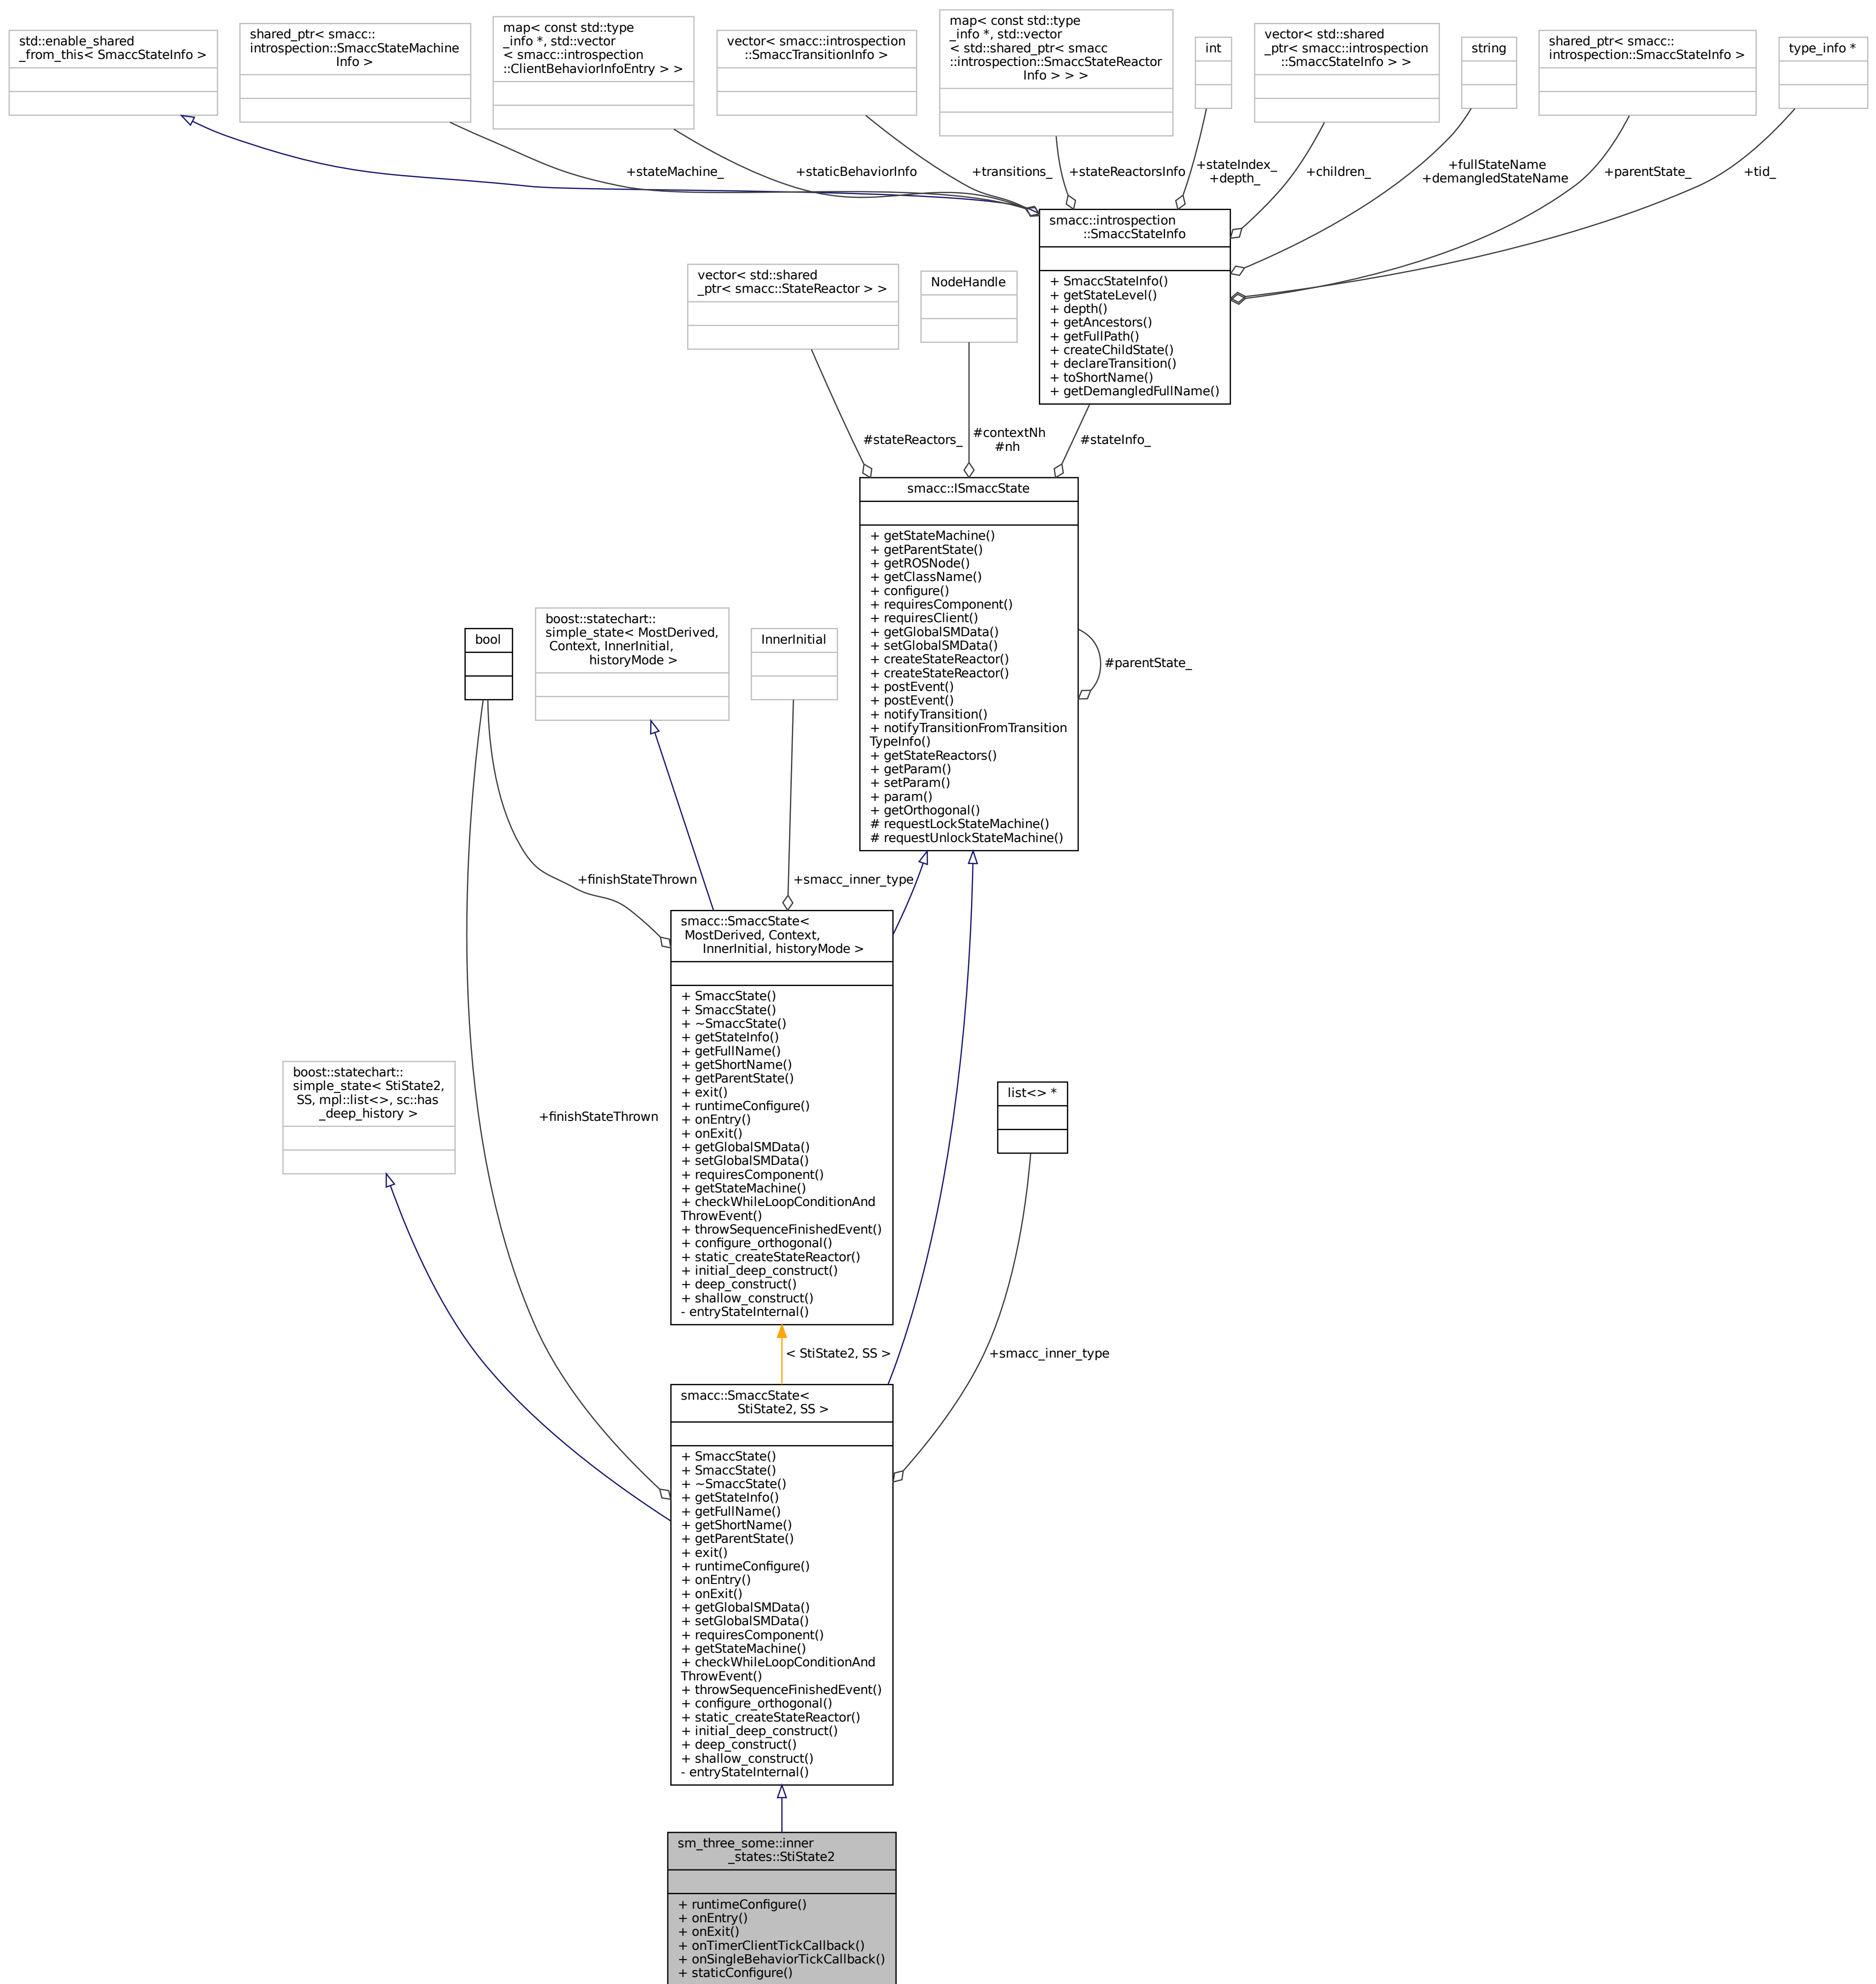 std::enable_shared
_from_this< SmaccStateInfo >
shared_ptr< smacc::
introspection::SmaccStateMachine
Info >
map< const std::type
_info *, std::vector
< smacc::introspection
::ClientBehaviorInfoEntry > >
vector< smacc::introspection
::SmaccTransitionInfo >
map< const std::type
_info *, std::vector
< std::shared_ptr< smacc
::introspection::SmaccStateReactor
Info > > >
int
vector< std::shared
_ptr< smacc::introspection
::SmaccStateInfo > >
string
shared_ptr< smacc::
introspection::SmaccStateInfo >
type_info *
+stateMachine_
+staticBehaviorInfo
+transitions_
+stateReactorsInfo
+stateIndex_
+depth_
+children_
+fullStateName
+demangledStateName
+parentState_
+tid_
smacc::introspection
::SmaccStateInfo
+ SmaccStateInfo()
+ getStateLevel()
+ depth()
+ getAncestors()
+ getFullPath()
+ createChildState()
+ declareTransition()
+ toShortName()
+ getDemangledFullName()
vector< std::shared
_ptr< smacc::StateReactor > >
NodeHandle
#stateReactors_
#contextNh
#nh
#stateInfo_
smacc::ISmaccState
+ getStateMachine()
+ getParentState()
+ getROSNode()
+ getClassName()
+ configure()
+ requiresComponent()
+ requiresClient()
+ getGlobalSMData()
+ setGlobalSMData()
+ createStateReactor()
+ createStateReactor()
+ postEvent()
+ postEvent()
+ notifyTransition()
+ notifyTransitionFromTransition
TypeInfo()
+ getStateReactors()
+ getParam()
+ setParam()
+ param()
+ getOrthogonal()
# requestLockStateMachine()
# requestUnlockStateMachine()
#parentState_
bool
boost::statechart::
simple_state< MostDerived,
Context, InnerInitial,
historyMode >
InnerInitial
+finishStateThrown
+smacc_inner_type
smacc::SmaccState<
MostDerived, Context,
InnerInitial, historyMode >
+ SmaccState()
+ SmaccState()
+ ~SmaccState()
+ getStateInfo()
+ getFullName()
+ getShortName()
+ getParentState()
+ exit()
+ runtimeConfigure()
+ onEntry()
+ onExit()
+ getGlobalSMData()
+ setGlobalSMData()
+ requiresComponent()
+ getStateMachine()
+ checkWhileLoopConditionAnd
ThrowEvent()
+ throwSequenceFinishedEvent()
+ configure_orthogonal()
+ static_createStateReactor()
+ initial_deep_construct()
+ deep_construct()
+ shallow_construct()
- entryStateInternal()
boost::statechart::
simple_state< StiState2,
SS, mpl::list<>, sc::has
_deep_history >
+finishStateThrown
list<> *
< StiState2, SS >
+smacc_inner_type
smacc::SmaccState<
StiState2, SS >
+ SmaccState()
+ SmaccState()
+ ~SmaccState()
+ getStateInfo()
+ getFullName()
+ getShortName()
+ getParentState()
+ exit()
+ runtimeConfigure()
+ onEntry()
+ onExit()
+ getGlobalSMData()
+ setGlobalSMData()
+ requiresComponent()
+ getStateMachine()
+ checkWhileLoopConditionAnd
ThrowEvent()
+ throwSequenceFinishedEvent()
+ configure_orthogonal()
+ static_createStateReactor()
+ initial_deep_construct()
+ deep_construct()
+ shallow_construct()
- entryStateInternal()
sm_three_some::inner
_states::StiState2
+ runtimeConfigure()
+ onEntry()
+ onExit()
+ onTimerClientTickCallback()
+ onSingleBehaviorTickCallback()
+ staticConfigure()